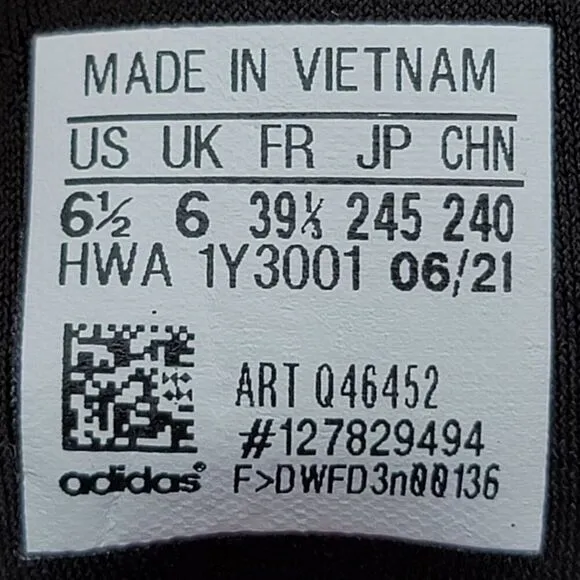 MADE IN VIETNAM
US UK FR JP CHN
6½ 6 39⅓ 245 240
HWA 1Y3001 06/21
ART Q46452
#127829494
adidas® F>DWFD3n00136